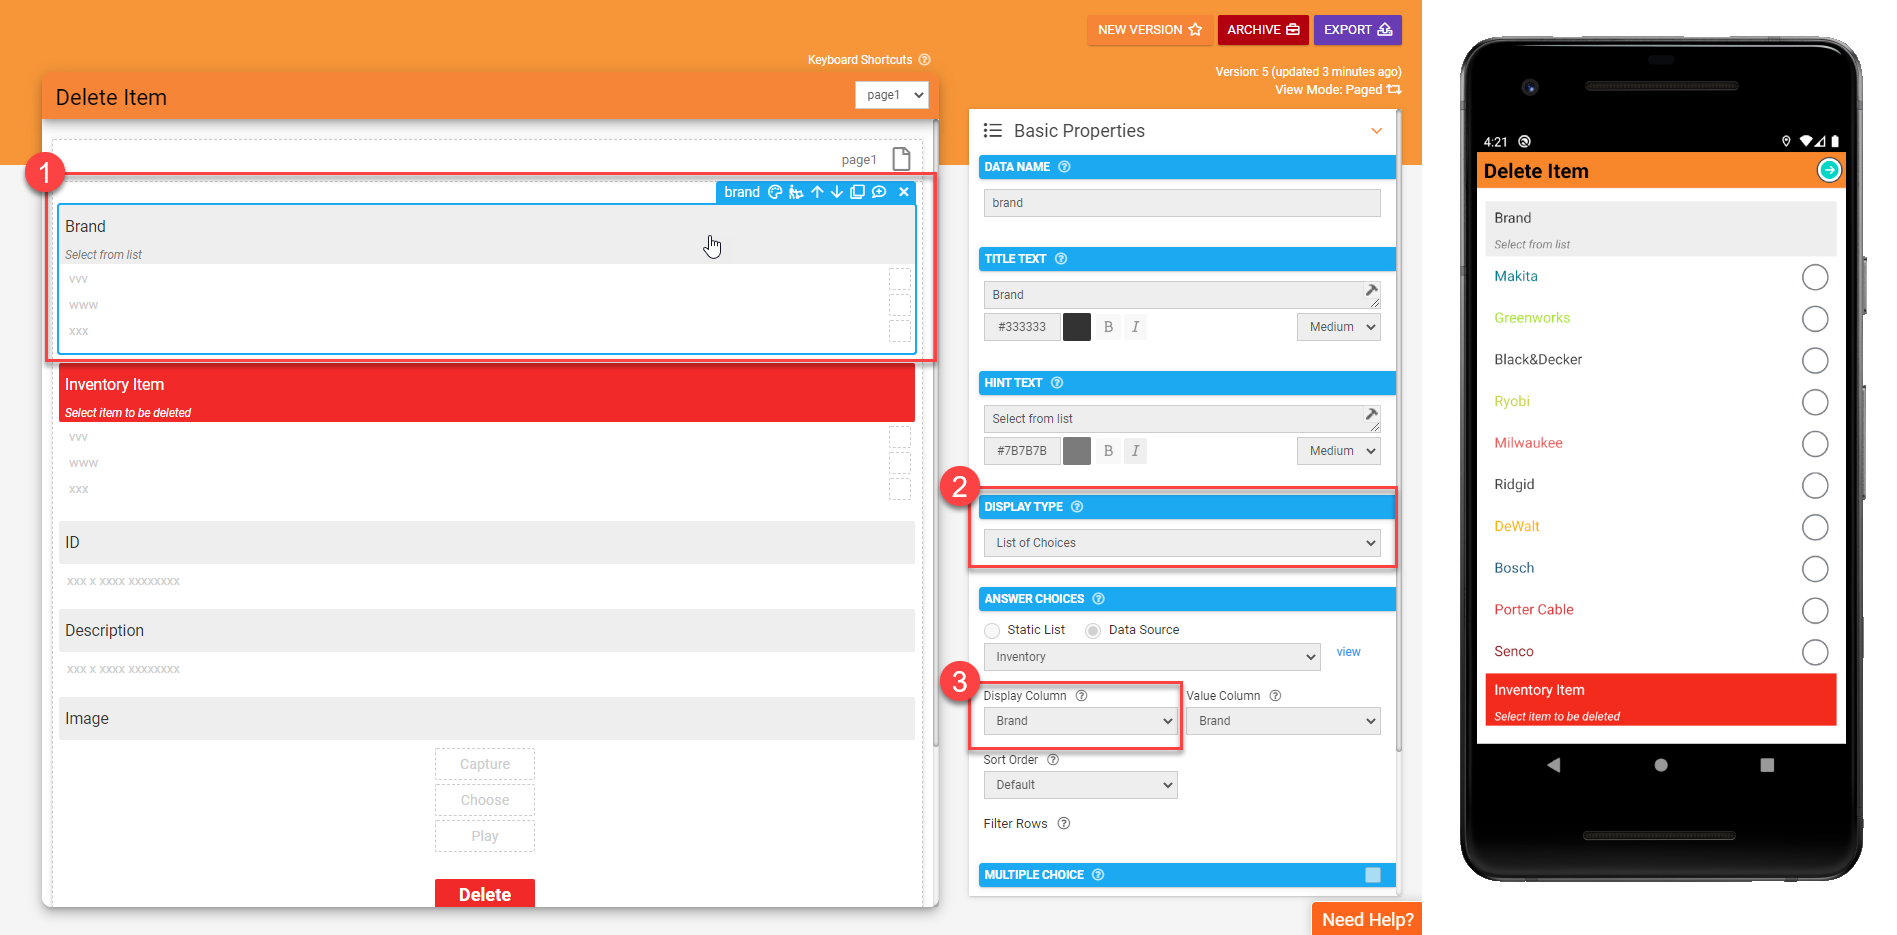 NEW VERSION
ARCHIVE
EXPORT
Keyboard Shortcuts
Version: 5 (updated 3 minutes ago)
View Mode: Paged
Delete Item
page1
page1
1
brand
Brand
Select from list
vvv
www
xxx
Inventory Item
Select item to be deleted
vvv
www
xxx
ID
xxx x xxxx xxxxxxxx
Description
xxx x xxxx xxxxxxxx
Image
Capture
Choose
Play
Delete
Basic Properties
DATA NAME
brand
TITLE TEXT
Brand
#333333
B
I
Medium
HINT TEXT
Select from list
#7B7B7B
B
I
Medium
2
DISPLAY TYPE
List of Choices
ANSWER CHOICES
Static List
Data Source
Inventory
view
3
Display Column
Value Column
Brand
Brand
Sort Order
Default
Filter Rows
MULTIPLE CHOICE
Need Help?
4:21
Delete Item
Brand
Select from list
Makita
Greenworks
Black&Decker
Ryobi
Milwaukee
Ridgid
DeWalt
Bosch
Porter Cable
Senco
Inventory Item
Select item to be deleted